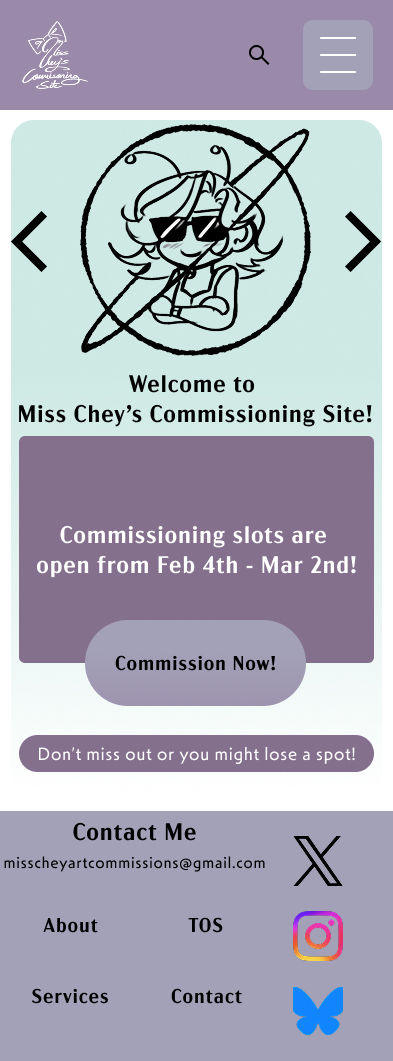 Miss
Chey's
Commissioning
Site
Welcome to
Miss Chey’s Commissioning Site!
Commissioning slots are
open from Feb 4th - Mar 2nd!
Commission Now!
Don't miss out or you might lose a spot!
Contact Me
misscheyartcommissions@gmail.com
About
TOS
Services
Contact